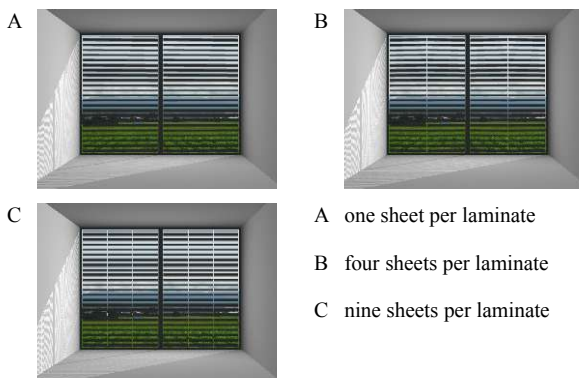 A
B
C
A one sheet per laminate
B four sheets per laminate
C nine sheets per laminate